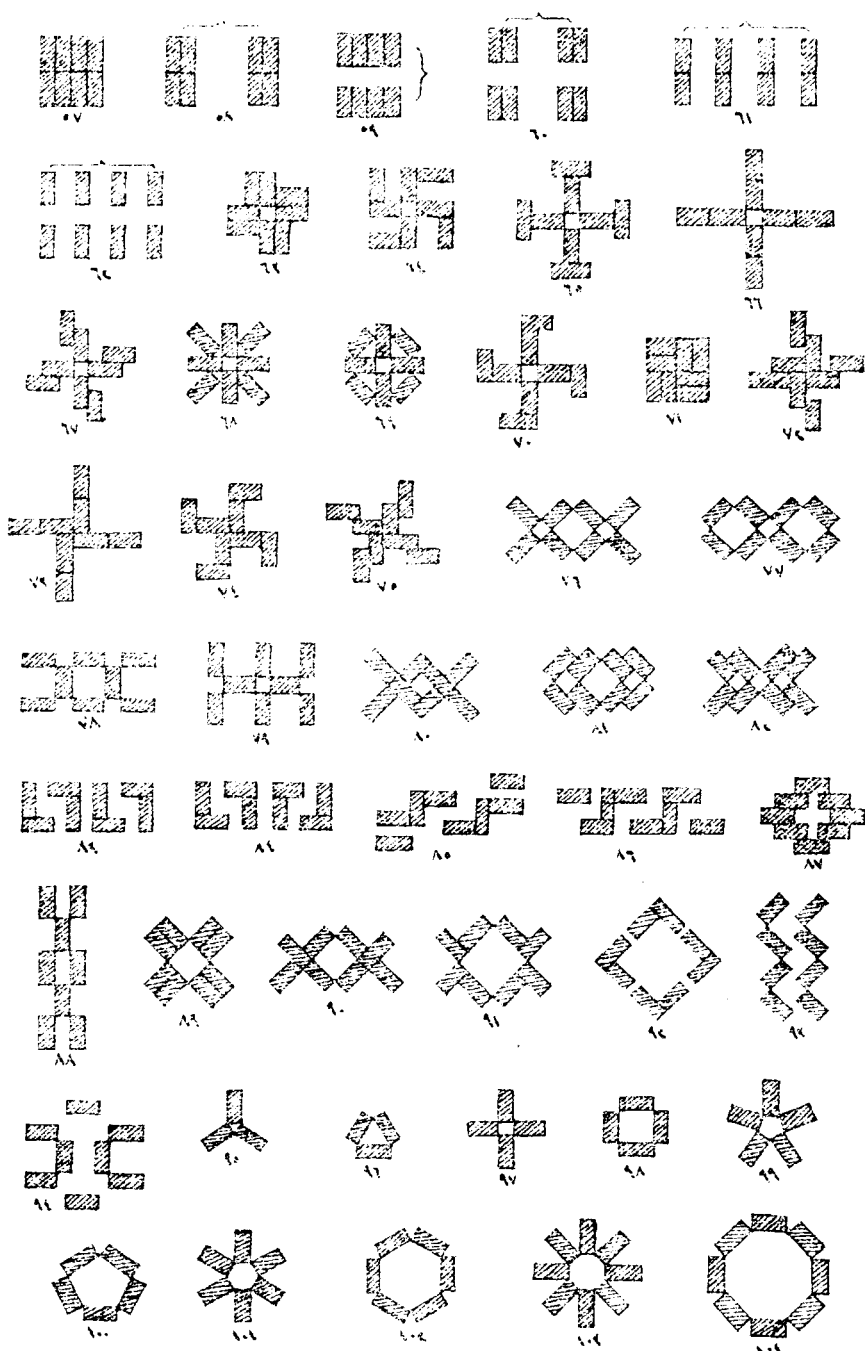 ٥٧ ٥٨ ٥٩ ٦٠ ٦١
٦٢ ٦٣ ٦٤ ٦٥ ٦٦
٦٧ ٦٨ ٦٩ ٧٠ ٧١ ٧٢
٧٣ ٧٤ ٧٥ ٧٦ ٧٧
٧٨ ٧٩ ٨٠ ٨١ ٨٢
٨٣ ٨٤ ٨٥ ٨٦ ٨٧
٨٨ ٨٩ ٩٠ ٩١ ٩٢ ٩٣
٩٤ ٩٥ ٩٦ ٩٧ ٩٨ ٩٩
١٠٠ ١٠١ ١٠٢ ١٠٣ ١٠٤